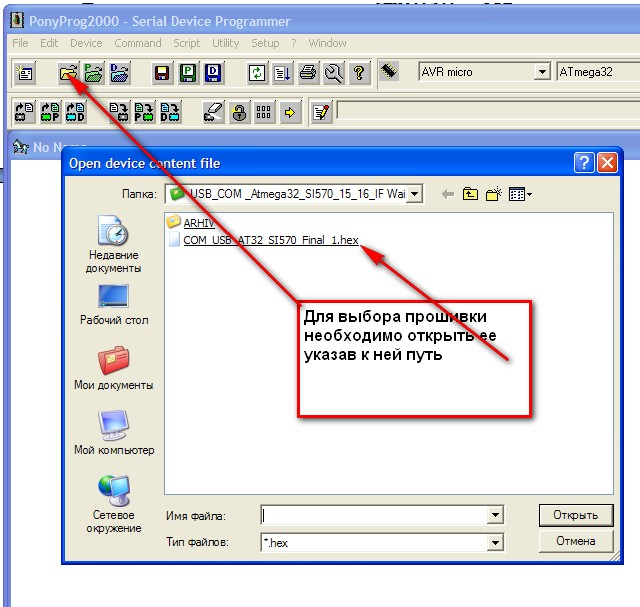 PonyProg2000 - Serial Device Programmer
File Edit Device Command Script Utility Setup ? Window
AVR micro ATmega32
No N
Open device content file
Папка: USB_COM _Atmega32_SI570_15_16_IF Wai
ARHIV
COM_USB_AT32_SI570_Final_1.hex
Недавние
документы
Рабочий стол
Мои документы
Мой компьютер
Сетевое
окружение
Для выбора прошивки
необходимо открыть ее
указав к ней путь
Имя файла:
Открыть
Тип файлов: *.hex
Отмена